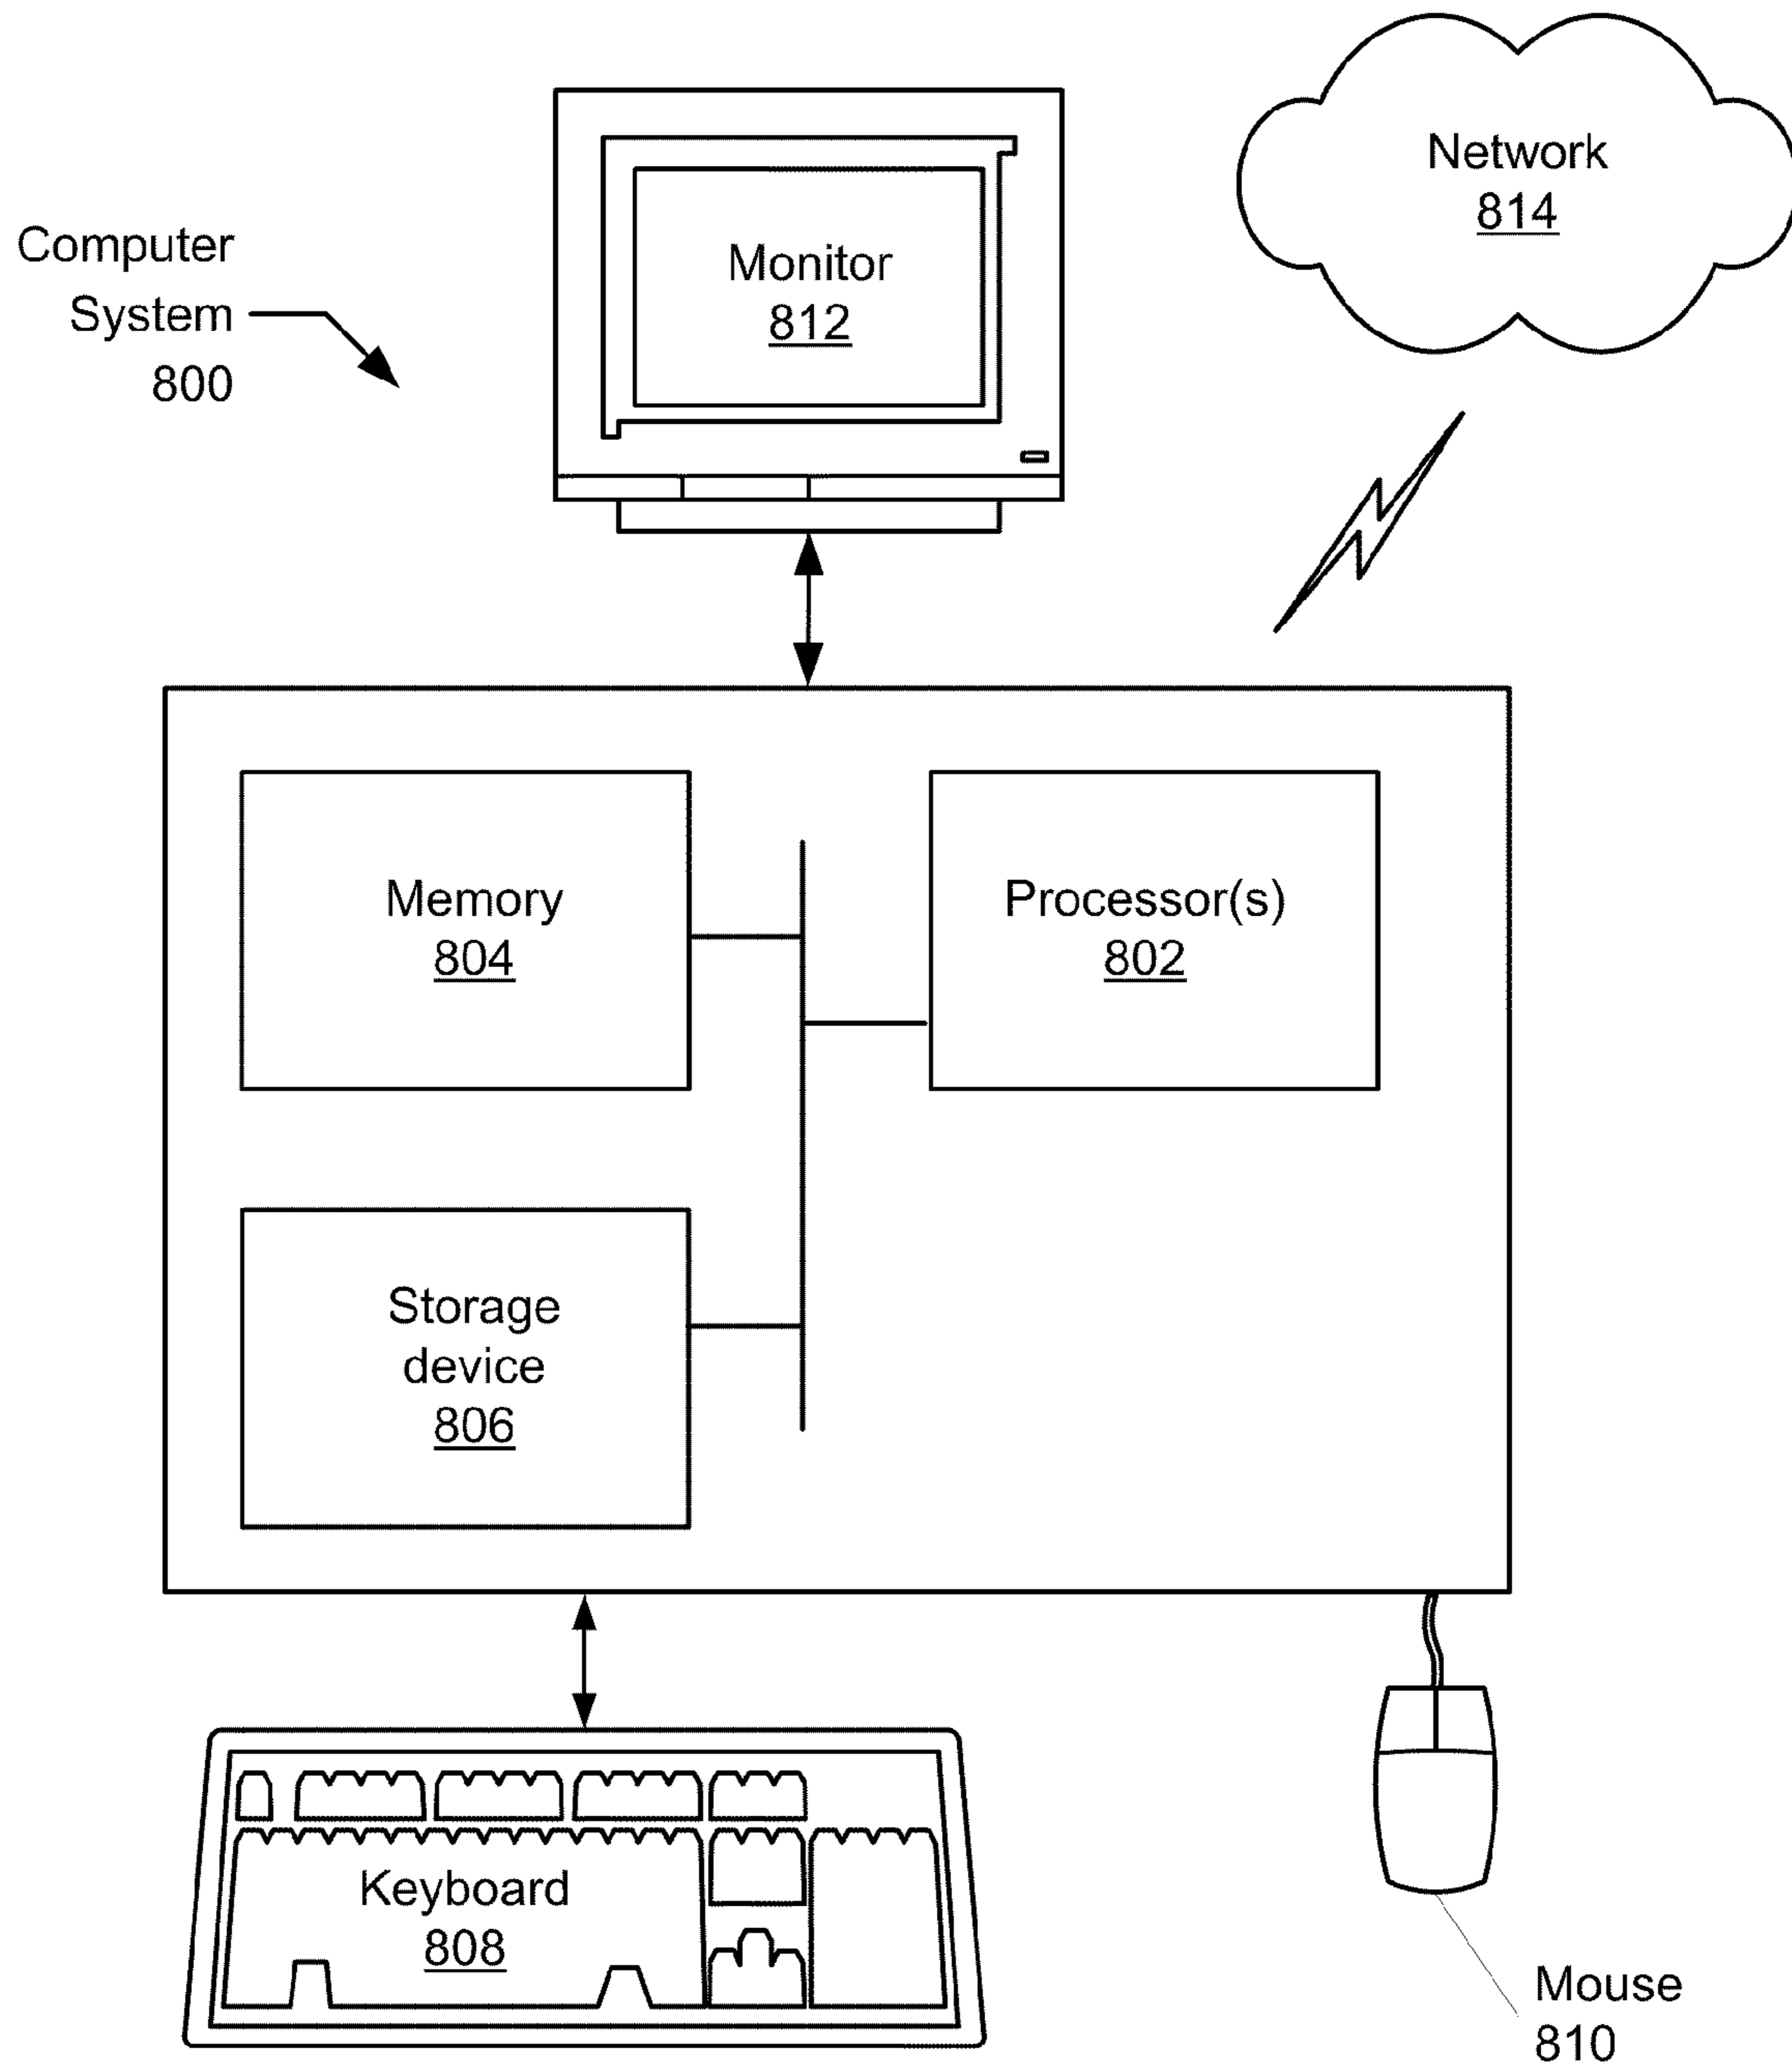 Computer
System
800
Monitor
812
Network
814
Memory
804
Processor(s)
802
Storage
device
806
Keyboard
808
Mouse
810